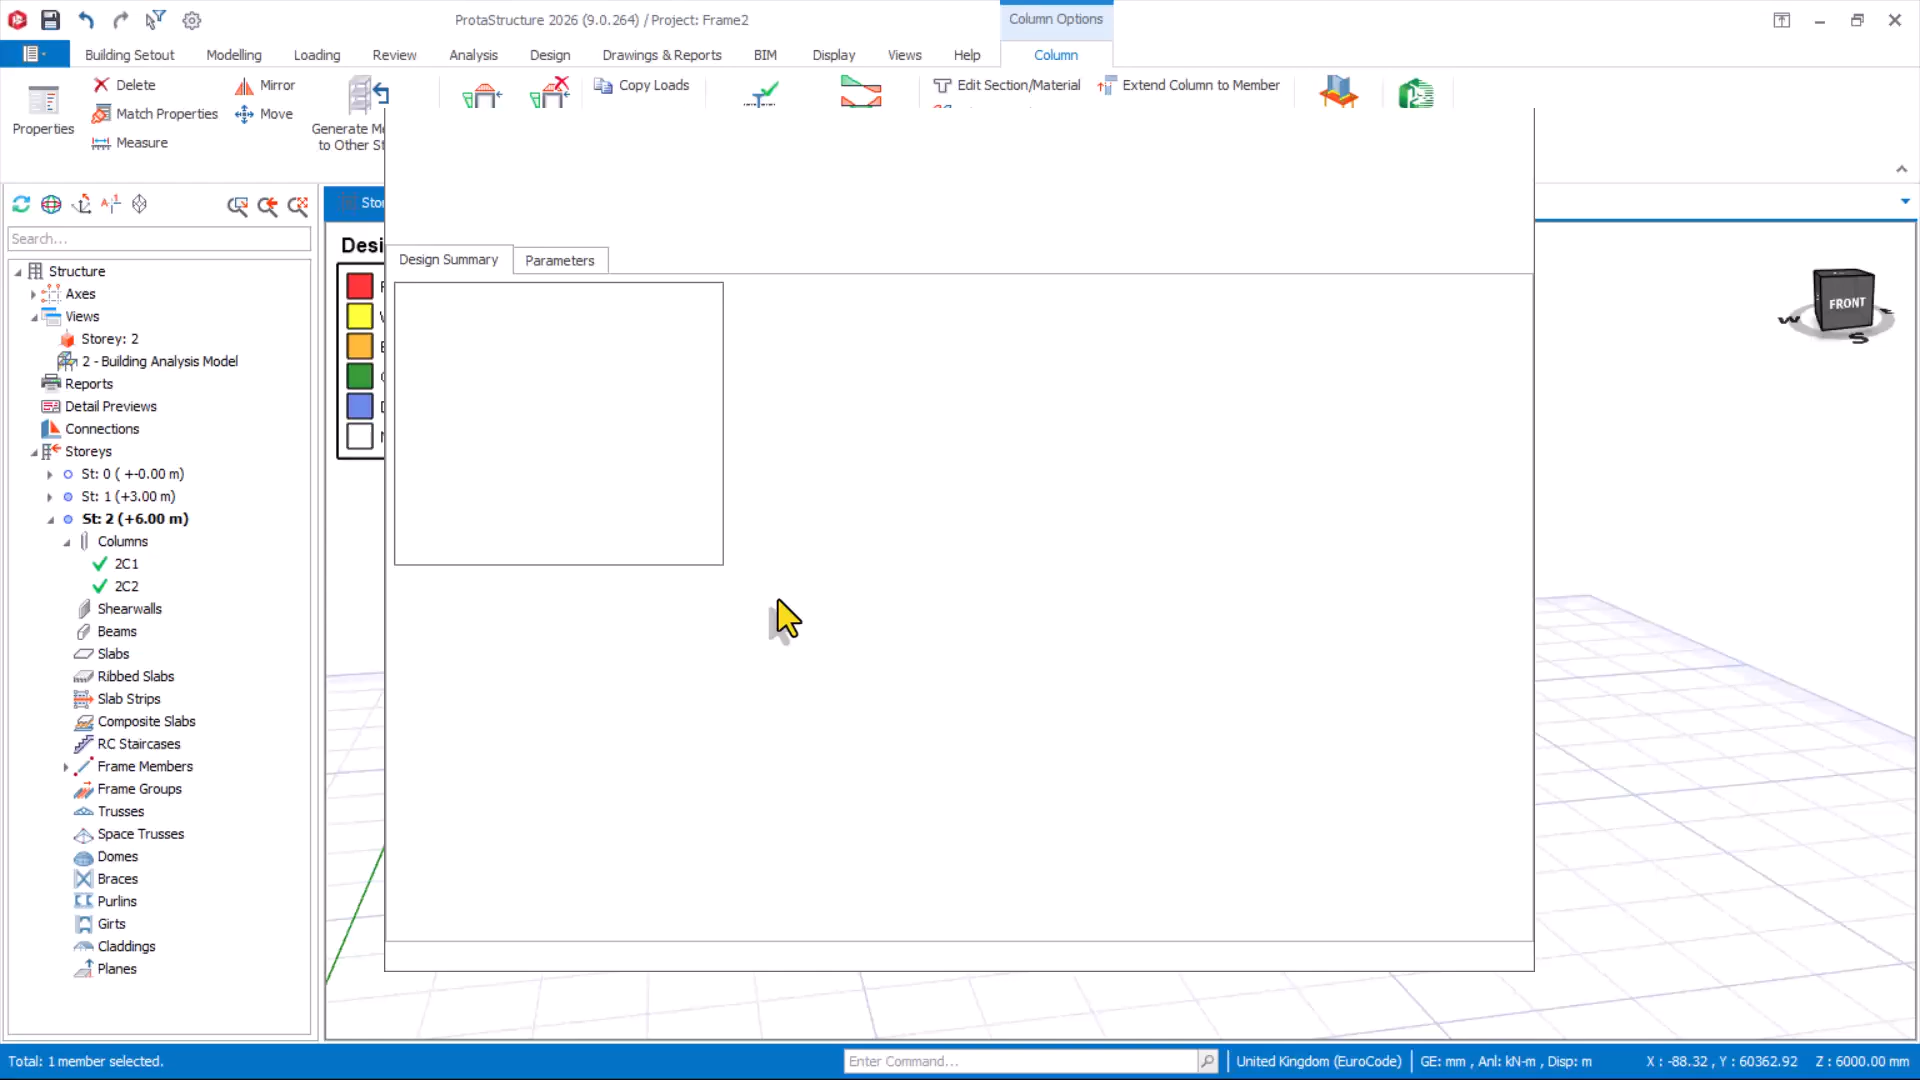 ProtaStructure 2026 (9.0.264) / Project: Frame2
Column Options
Building Setout
Modelling
Loading
Review
Analysis
Design
Drawings & Reports
BIM
Display
Views
Help
Column
Properties
Delete
Match Properties
Measure
Mirror
Move
Generate M
to Other St
Copy Loads
Edit Section/Material
Extend Column to Member
Search...
Structure
Axes
Views
Storey: 2
2 - Building Analysis Model
Reports
Detail Previews
Connections
Storeys
St: 0 ( +-0.00 m)
St: 1 (+3.00 m)
St: 2 (+6.00 m)
Columns
2C1
2C2
Shearwalls
Beams
Slabs
Ribbed Slabs
Slab Strips
Composite Slabs
RC Staircases
Frame Members
Frame Groups
Trusses
Space Trusses
Domes
Braces
Purlins
Girts
Claddings
Planes
Sto
Desi
Design Summary
Parameters
FRONT
W
S
Total: 1 member selected.
Enter Command...
United Kingdom (EuroCode)
GE: mm , Anl: kN-m , Disp: m
X : -88.32 , Y : 60362.92
Z : 6000.00 mm